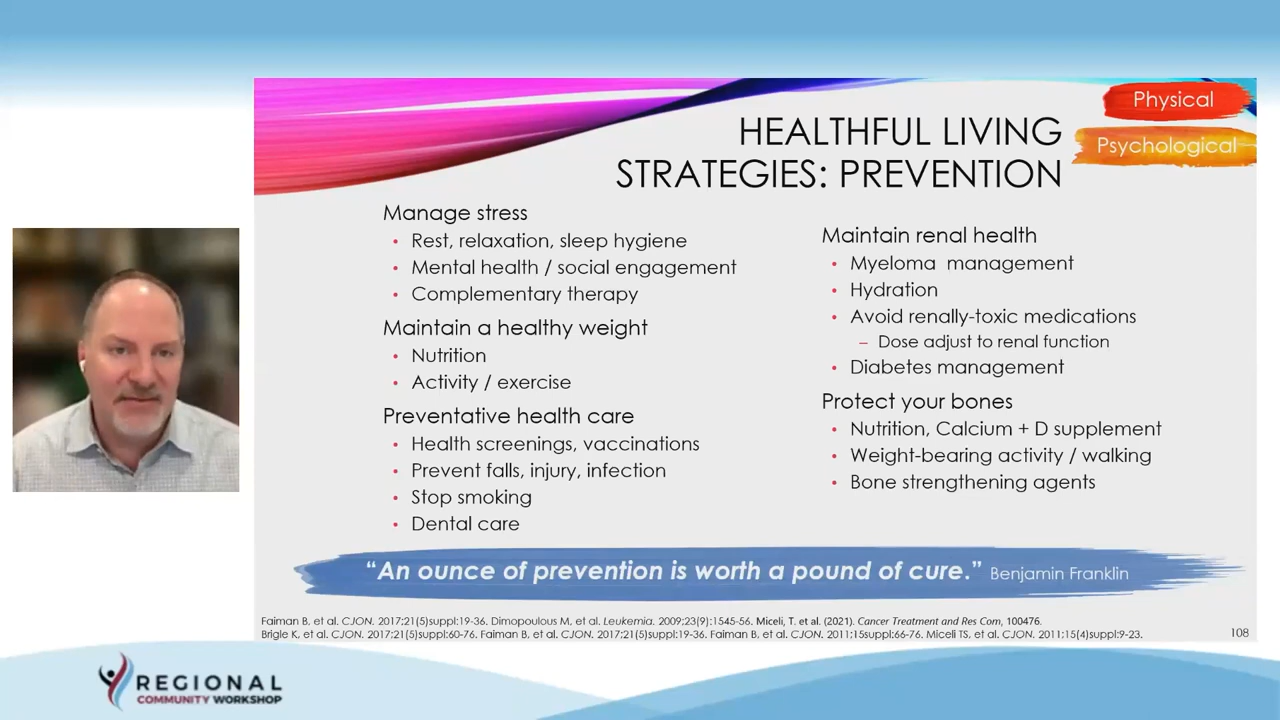 Physical
Psychological
HEALTHFUL LIVING
STRATEGIES: PREVENTION
Manage stress
• Rest, relaxation, sleep hygiene
• Mental health / social engagement
• Complementary therapy
Maintain a healthy weight
• Nutrition
• Activity / exercise
Preventative health care
• Health screenings, vaccinations
• Prevent falls, injury, infection
• Stop smoking
• Dental care
Maintain renal health
• Myeloma management
• Hydration
• Avoid renally-toxic medications
– Dose adjust to renal function
• Diabetes management
Protect your bones
• Nutrition, Calcium + D supplement
• Weight-bearing activity / walking
• Bone strengthening agents
“An ounce of prevention is worth a pound of cure.” Benjamin Franklin
Faiman B, et al. CJON. 2017;21(5)suppl:19-36. Dimopoulous M, et al. Leukemia. 2009;23(9):1545-56. Miceli, T. et al. (2021). Cancer Treatment and Res Com, 100476.
Brigle K, et al. CJON. 2017;21(5)suppl:60-76. Faiman B, et al. CJON. 2017;21(5)suppl:19-36. Faiman B, et al. CJON. 2011;15suppl:66-76. Miceli TS, et al. CJON. 2011;15(4)suppl:9-23.
108
REGIONAL
COMMUNITY WORKSHOP